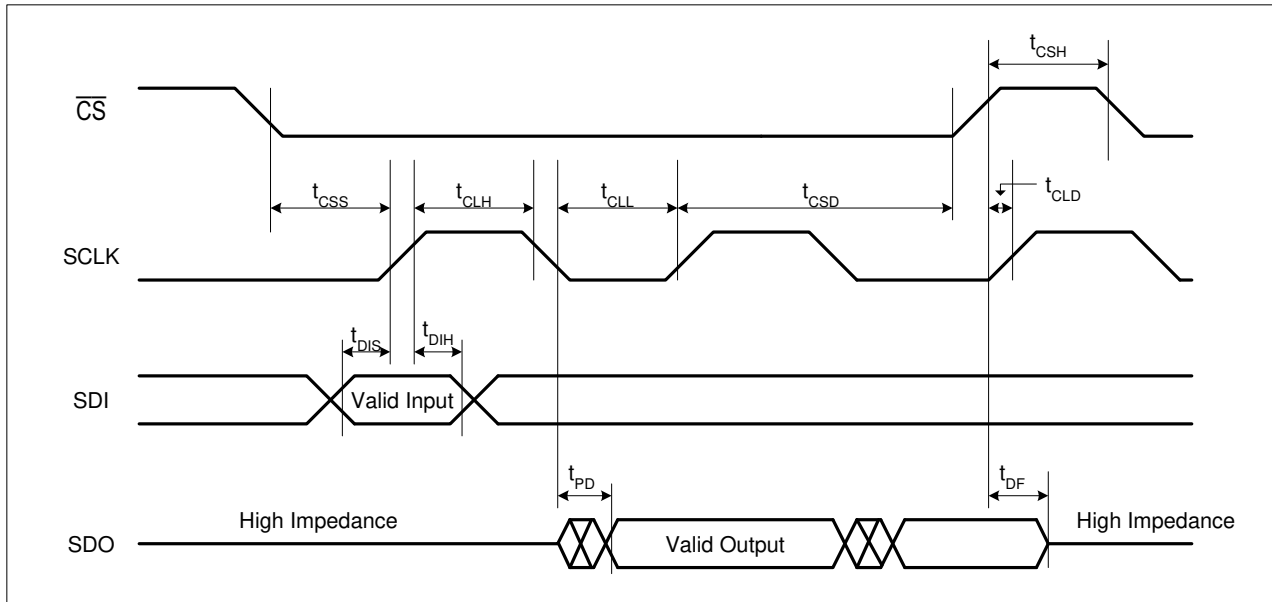 t_CSH
C̅S̅
t_CSS
t_CLH
t_CLL
t_CSD
t_CLD
SCLK
t_DIS
t_DIH
SDI
Valid Input
t_PD
t_DF
High Impedance
High Impedance
SDO
Valid Output